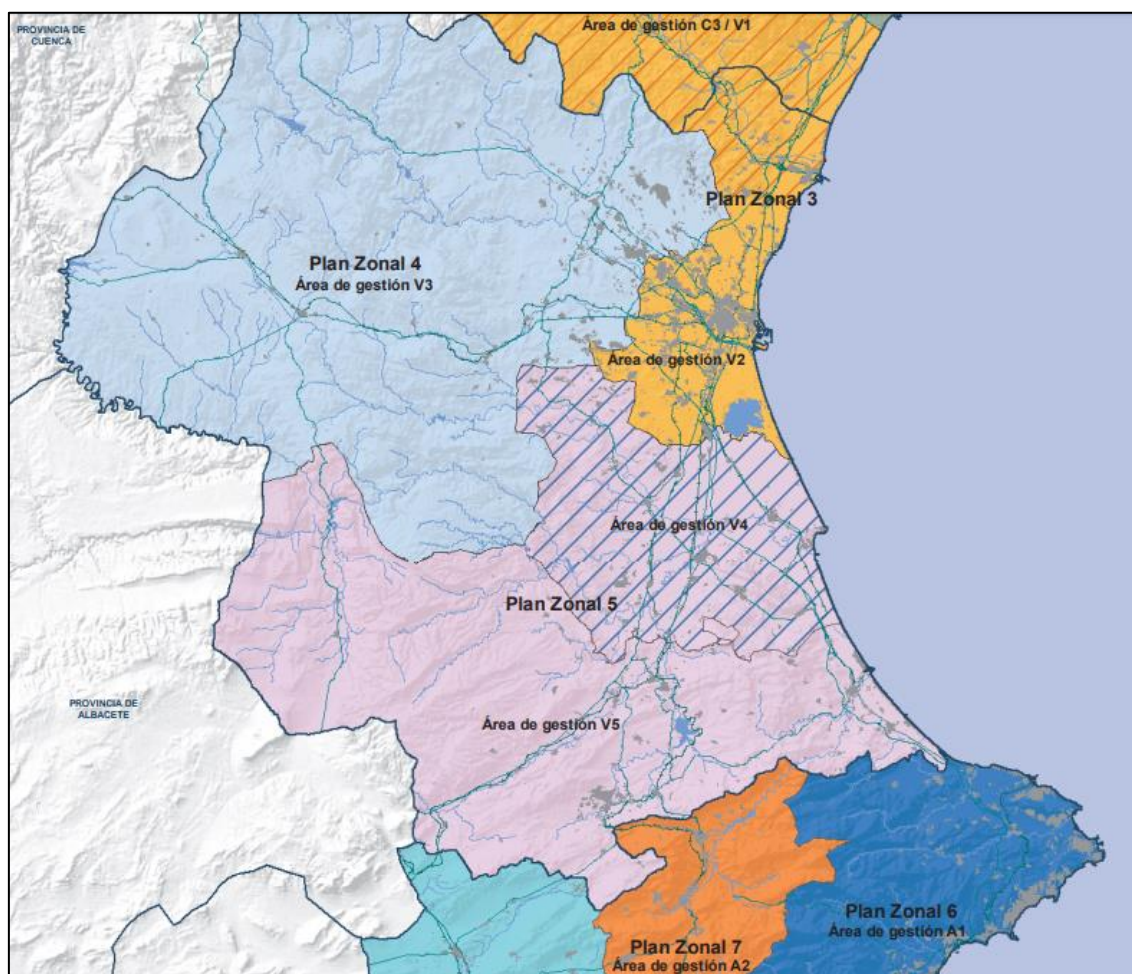 Área de gestión C3 / V1
PROVINCIA DE
CUENCA
Plan Zonal 3
Plan Zonal 4
Área de gestión V3
Área de gestión V2
Área de gestión V4
Plan Zonal 5
PROVINCIA DE
ALBACETE
Área de gestión V5
Plan Zonal 6
Área de gestión A1
Plan Zonal 7
Área de gestión A2